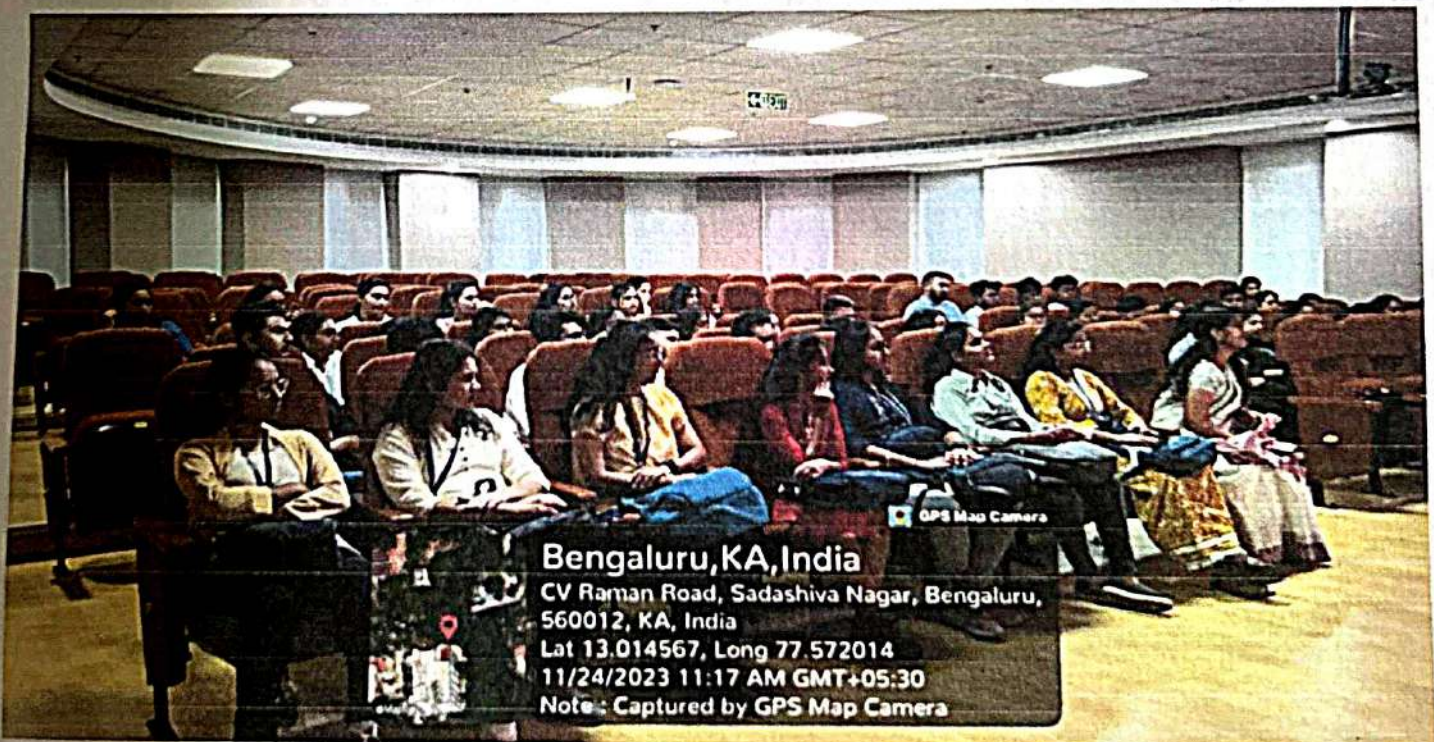 EXIT
GPS Map Camera
Bengaluru,KA,India
CV Raman Road, Sadashiva Nagar, Bengaluru,
560012, KA, India
Lat 13.014567, Long 77.572014
11/24/2023 11:17 AM GMT+05:30
Note : Captured by GPS Map Camera